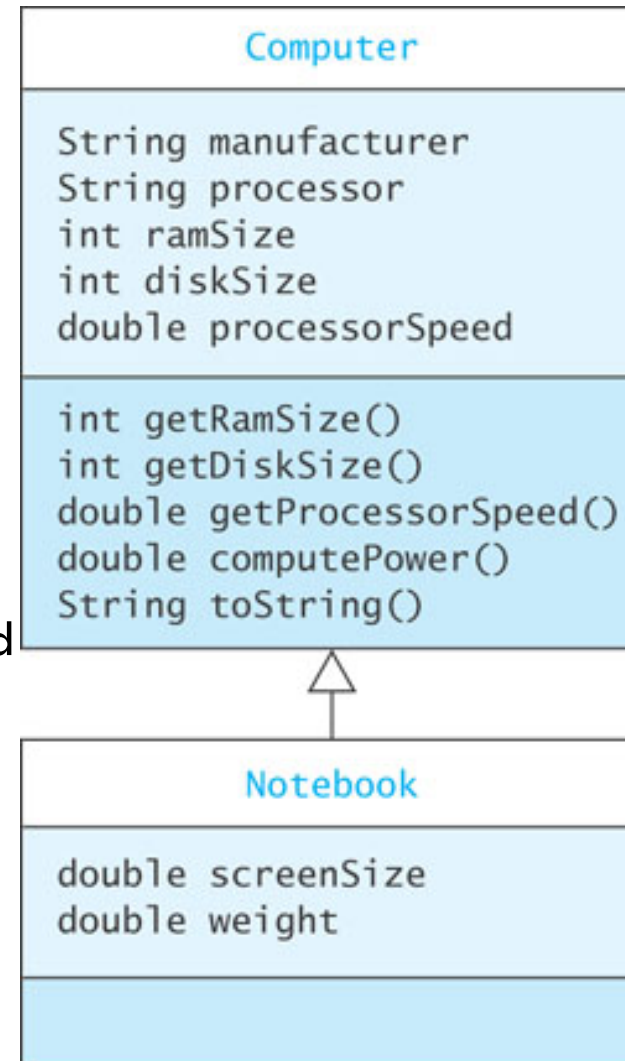 Computer
String manufacturer
String processor
int ramSize
int diskSize
double processorSpeed
int getRamSize()
int getDiskSize()
double getProcessorSpeed()
double computePower()
String toString()
d
Notebook
double screenSize
double weight